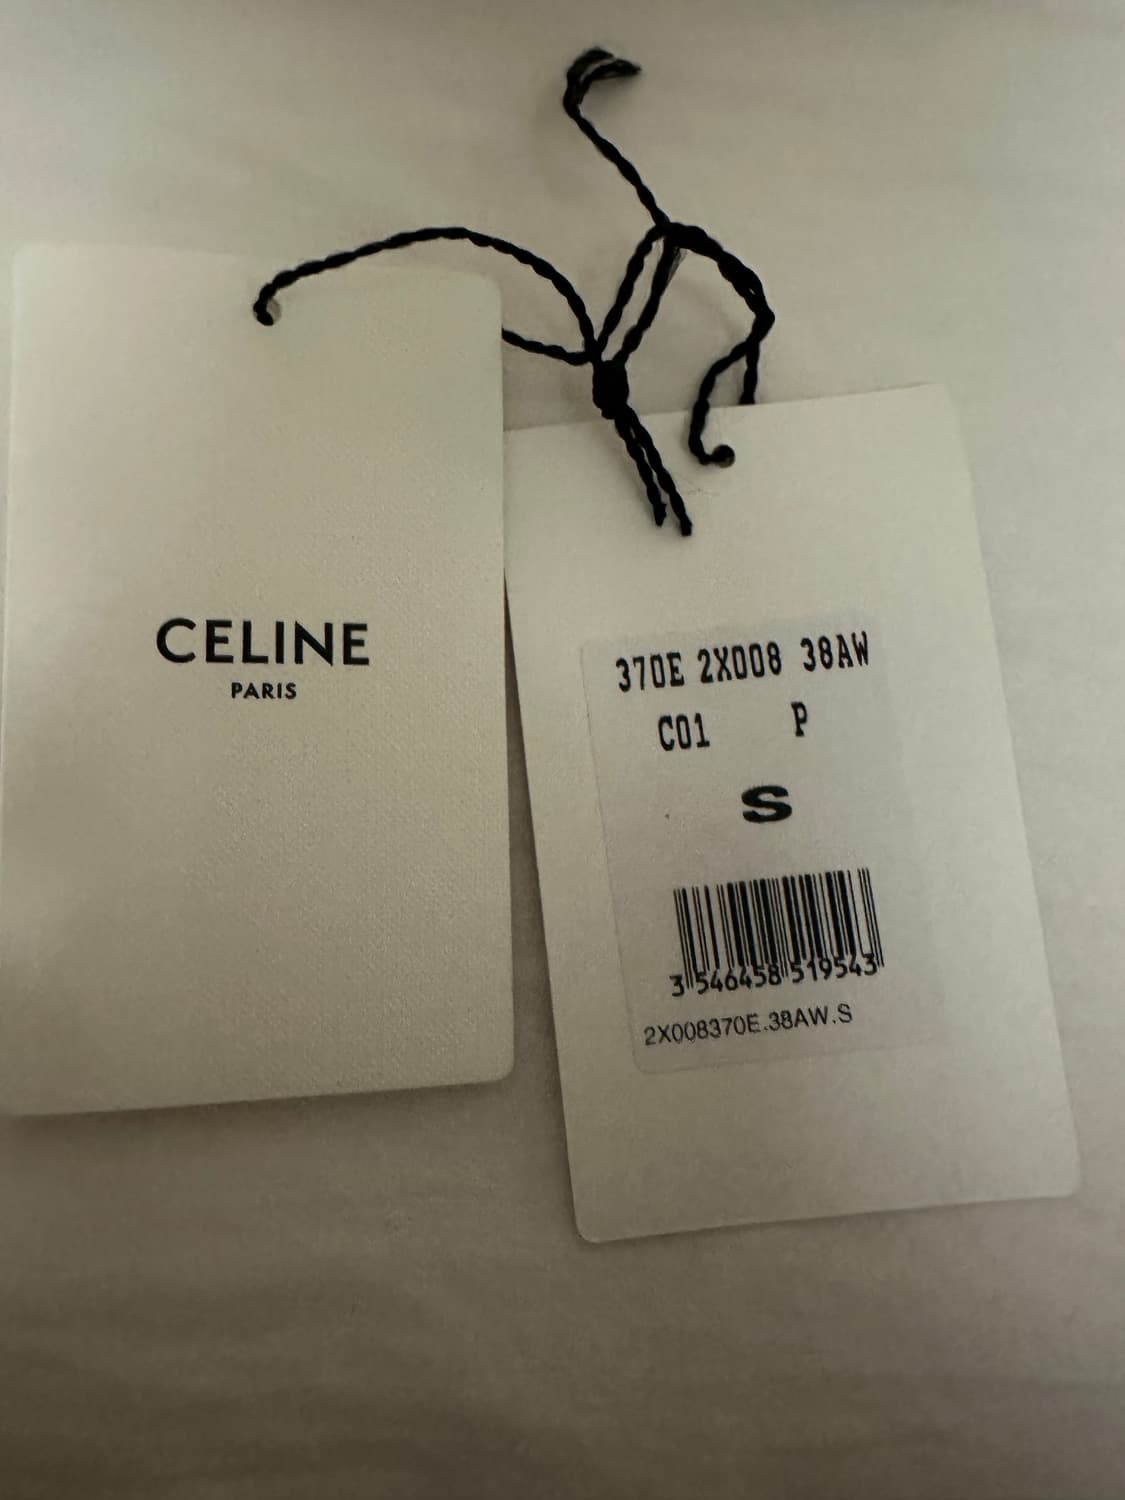 CELINE
PARIS
370E 2X008 38AW
C01 P
S
3 546458 519543
2X008370E.38AW.S